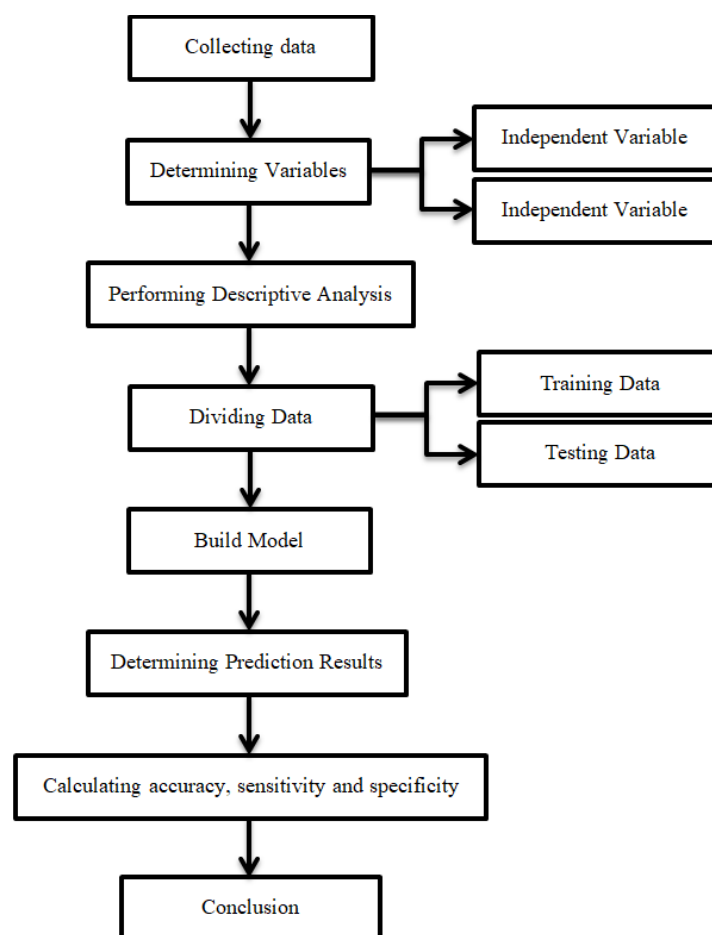 Collecting data
Determining Variables
Independent Variable
Independent Variable
Performing Descriptive Analysis
Dividing Data
Training Data
Testing Data
Build Model
Determining Prediction Results
Calculating accuracy, sensitivity and specificity
Conclusion